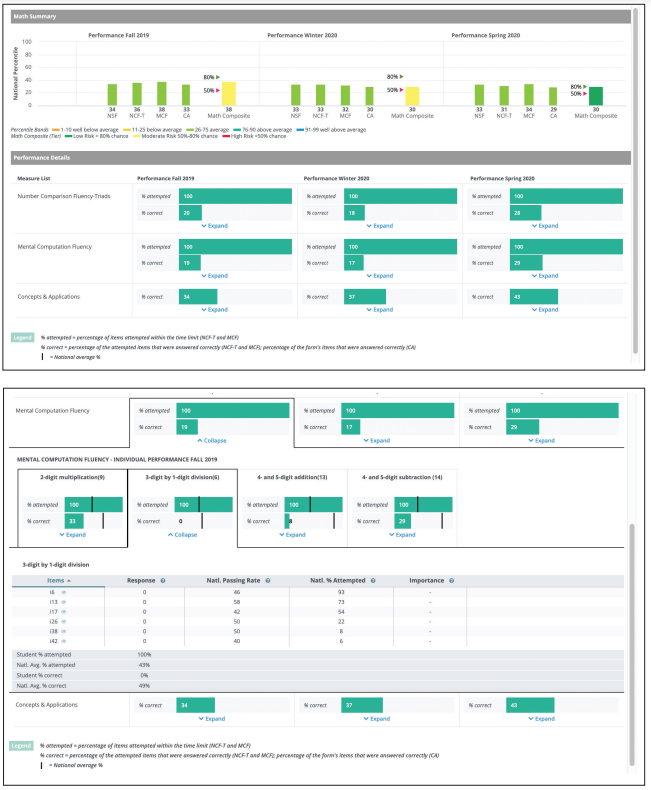 Math Summary
Performance Fall 2019 Performance Winter 2020 Performance Spring 2020
National Percentile
100
80
60
40
20
0
80%
50%
34 36 38 33 38
NSF NCF-T MCF CA Math Composite
80%
50%
33 33 32 30 30
NSF NCF-T MCF CA Math Composite
80%
50%
33 31 34 29 30
NSF NCF-T MCF CA Math Composite
Percentile Bands 1-10 well below average 11-25 below average 26-75 average 76-90 above average 91-99 well above average
Math Composite (Tier) Low Risk > 80% chance Moderate Risk 50%-80% chance High Risk <50% chance
Performance Details
Measure List Performance Fall 2019 Performance Winter 2020 Performance Spring 2020
Number Comparison Fluency-Triads % attempted 100 % attempted 100 % attempted 100
% correct 20 % correct 18 % correct 28
Expand Expand Expand
Mental Computation Fluency % attempted 100 % attempted 100 % attempted 100
% correct 19 % correct 17 % correct 29
Expand Expand Expand
Concepts & Applications % correct 34 % correct 37 % correct 43
Expand Expand Expand
Legend % attempted = percentage of items attempted within the time limit (NCF-T and MCF)
% correct = percentage of the attempted items that were answered correctly (NCF-T and MCF); percentage of the form's items that were answered correctly (CA)
= National average %
Mental Computation Fluency % attempted 100 % attempted 100 % attempted 100
% correct 19 % correct 17 % correct 29
Collapse Expand Expand
MENTAL COMPUTATION FLUENCY - INDIVIDUAL PERFORMANCE FALL 2019
2-digit multiplication(9) 3-digit by 1-digit division(6) 4- and 5-digit addition(13) 4- and 5-digit subtraction (14)
% attempted 100 % attempted 100 % attempted 100 % attempted 100
% correct 33 % correct 0 % correct 8 % correct 29
Expand Collapse Expand Expand
3-digit by 1-digit division
Items Response Natl. Passing Rate Natl. % Attempted Importance
i6 0 46 93 -
i13 0 58 73 -
i17 0 42 54 -
i26 0 50 22 -
i38 0 50 8 -
i42 0 40 6 -
Student % attempted 100%
Natl. Avg. % attempted 43%
Student % correct 0%
Natl. Avg. % correct 49%
Concepts & Applications % correct 34 % correct 37 % correct 43
Expand Expand Expand
Legend % attempted = percentage of items attempted within the time limit (NCF-T and MCF)
% correct = percentage of the attempted items that were answered correctly (NCF-T and MCF); percentage of the form's items that were answered correctly (CA)
= National average %